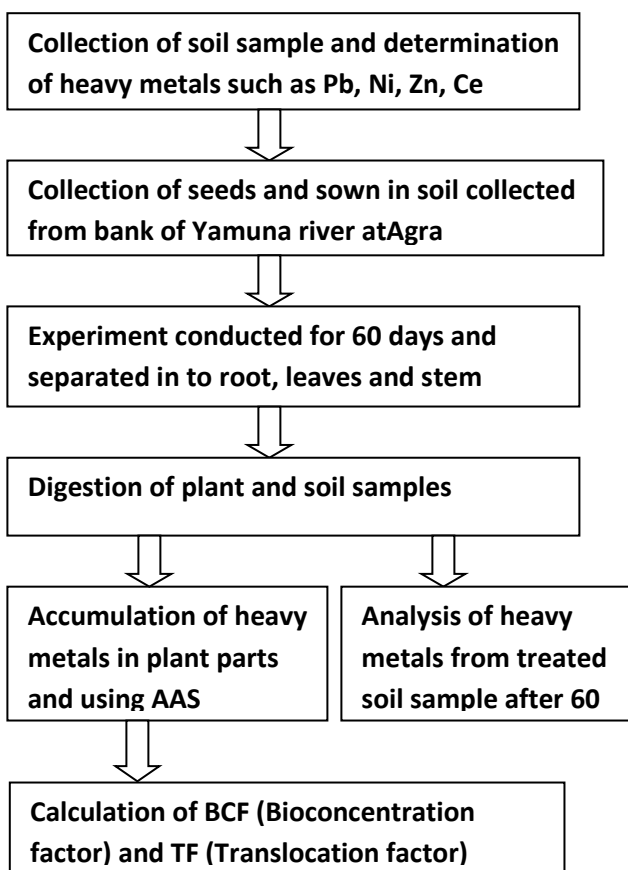 Collection of soil sample and determination
of heavy metals such as Pb, Ni, Zn, Ce
Collection of seeds and sown in soil collected
from bank of Yamuna river atAgra
Experiment conducted for 60 days and
separated in to root, leaves and stem
Digestion of plant and soil samples
Accumulation of heavy
metals in plant parts
and using AAS
Analysis of heavy
metals from treated
soil sample after 60
Calculation of BCF (Bioconcentration
factor) and TF (Translocation factor)